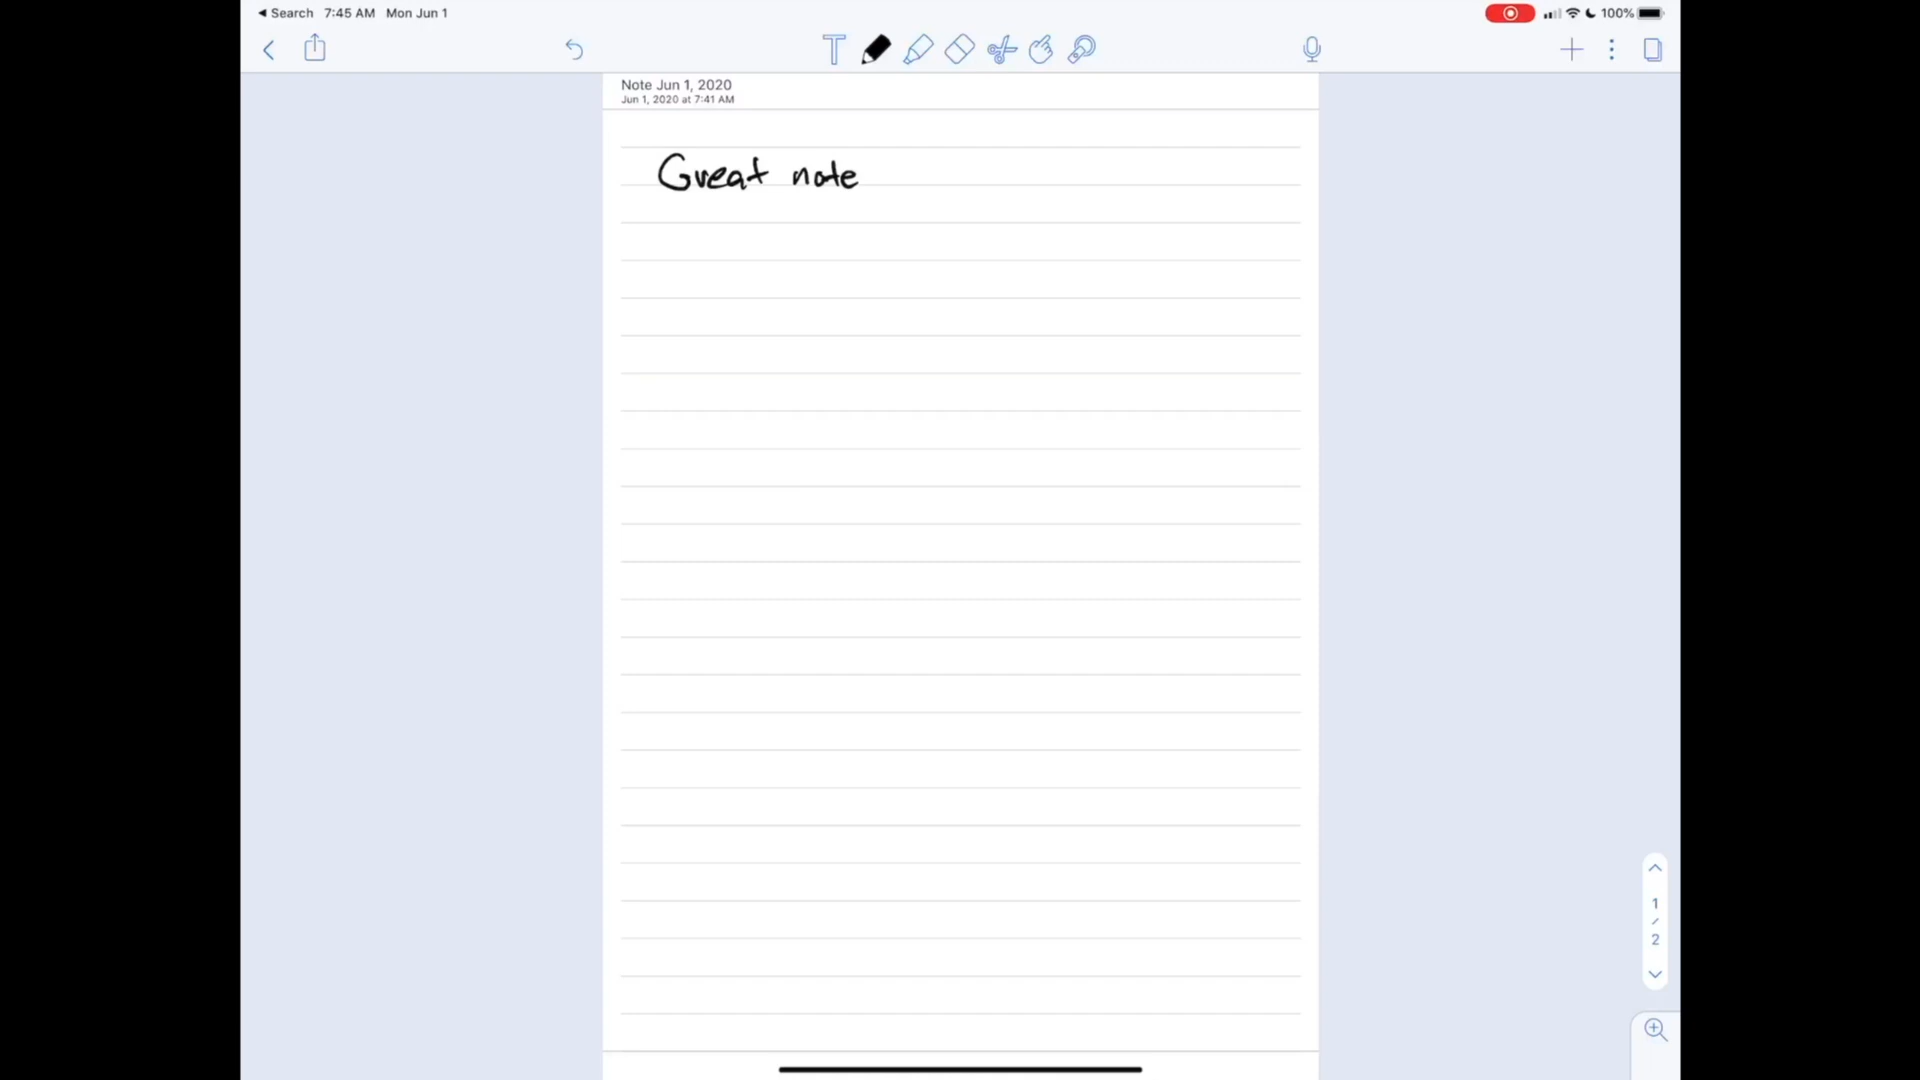 ◀ Search 7:45 AM Mon Jun 1 100%
Note Jun 1, 2020
Jun 1, 2020 at 7:41 AM
Great note
1
/
2